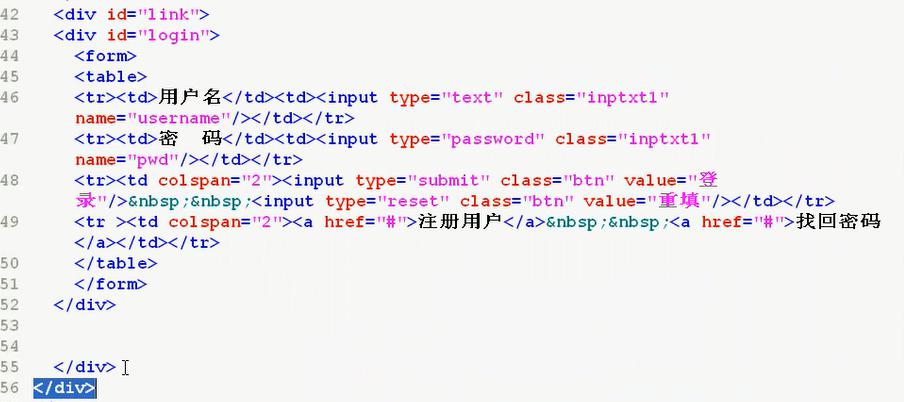 42 <div id="link">
43 <div id="login">
44 <form>
45 <table>
46 <tr><td>用户名</td><td><input type="text" class="inptxt1"
name="username"/></td></tr>
47 <tr><td>密　码</td><td><input type="password" class="inptxt1"
name="pwd"/></td></tr>
48 <tr><td colspan="2"><input type="submit" class="btn" value="登
录"/>&nbsp;&nbsp;<input type="reset" class="btn" value="重填"/></td></tr>
49 <tr ><td colspan="2"><a href="#">注册用户</a>&nbsp;&nbsp;<a href="#">找回密码
</a></td></tr>
50 </table>
51 </form>
52 </div>
53
54
55 </div>
56 </div>